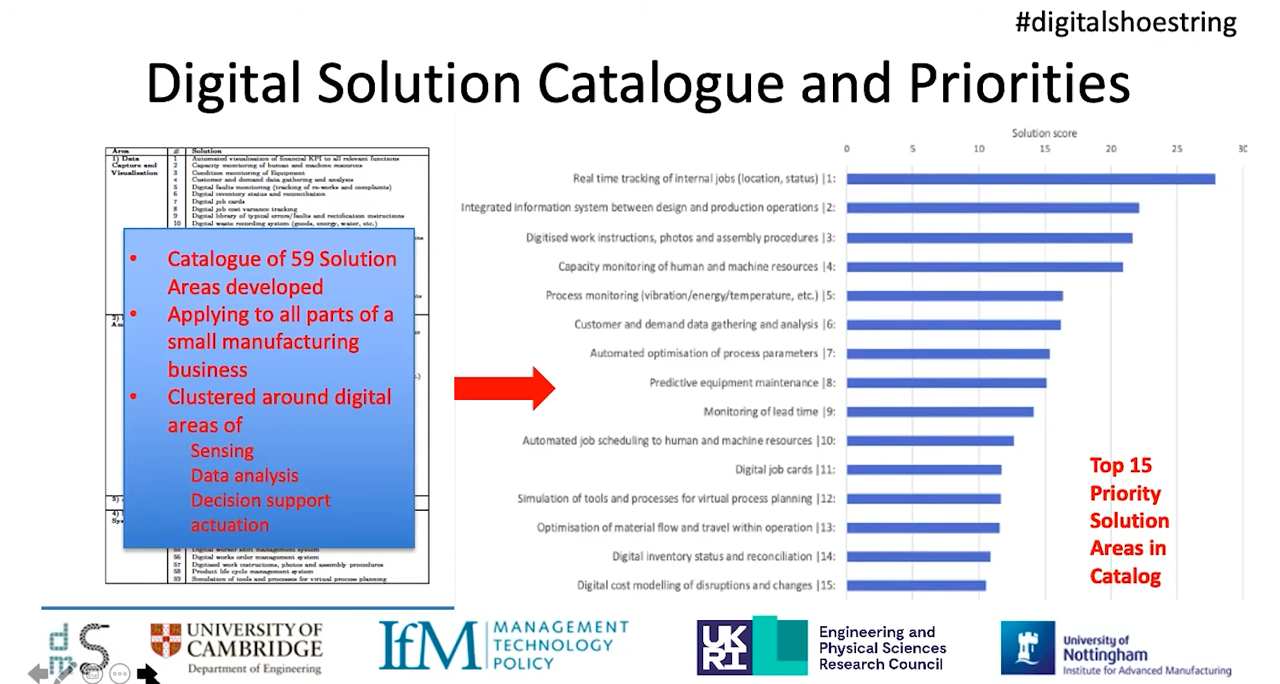 #digitalshoestring
Digital Solution Catalogue and Priorities
Area # Solution
1) Data 1 Automated visualisation of financial KPI to all relevant functions
Capture and 2 Capacity monitoring of human and machine resources
Visualisation 3 Condition monitoring of Equipment
4 Customer and demand data gathering and analysis
5 Digital faults monitoring (tracking of re-works and complaints)
6 Digital inventory status and reconciliation
7 Digital job cards
8 Digital job cost variance tracking
9 Digital library of typical errors/faults and rectification instructions
10 Digital waste recording system (goods, energy, water, etc.)
• Catalogue of 59 Solution
Areas developed
• Applying to all parts of a
small manufacturing
business
• Clustered around digital
areas of
Sensing
Data analysis
Decision support
actuation
56 Digital works order management system
57 Digitised work instructions, photos and assembly procedures
58 Product life cycle management system
59 Simulation of tools and processes for virtual process planning
Solution score
0 5 10 15 20 25 30
Real time tracking of internal jobs (location, status) |1:
Integrated information system between design and production operations |2:
Digitised work instructions, photos and assembly procedures |3:
Capacity monitoring of human and machine resources |4:
Process monitoring (vibration/energy/temperature, etc.) |5:
Customer and demand data gathering and analysis |6:
Automated optimisation of process parameters |7:
Predictive equipment maintenance |8:
Monitoring of lead time |9:
Automated job scheduling to human and machine resources |10:
Digital job cards |11:
Simulation of tools and processes for virtual process planning |12:
Optimisation of material flow and travel within operation |13:
Digital inventory status and reconciliation |14:
Digital cost modelling of disruptions and changes |15:
Top 15
Priority
Solution
Areas in
Catalog
UNIVERSITY OF
CAMBRIDGE
Department of Engineering
IfM
MANAGEMENT
TECHNOLOGY
POLICY
UK
RI
Engineering and
Physical Sciences
Research Council
University of
Nottingham
Institute for Advanced Manufacturing